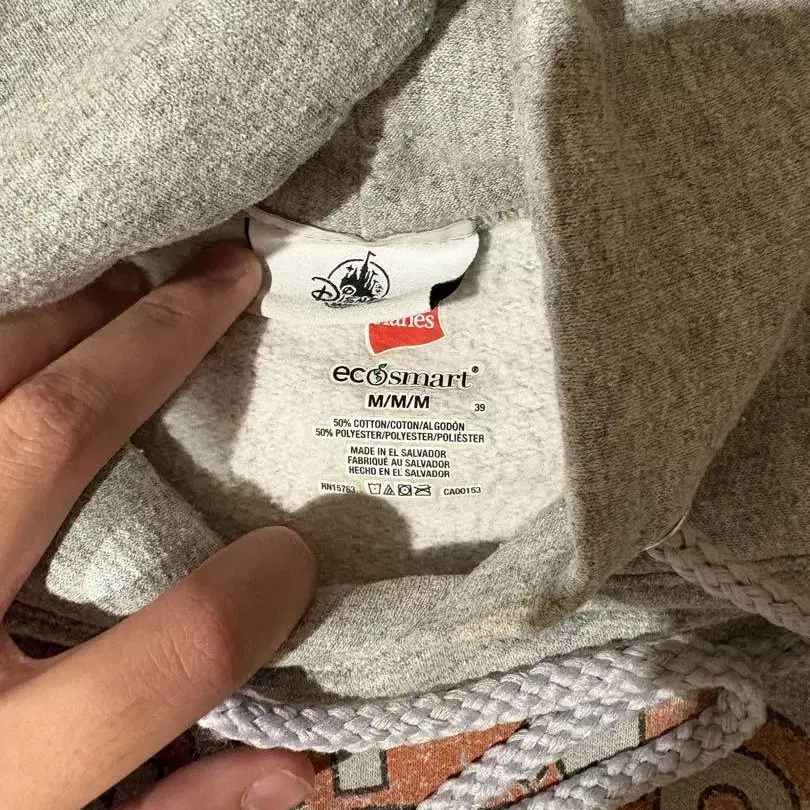 Disney
Hanes
ecosmart®
M/M/M
39
50% COTTON/COTON/ALGODÓN
50% POLYESTER/POLYESTER/POLIÉSTER
MADE IN EL SALVADOR
FABRIQUÉ AU SALVADOR
HECHO EN EL SALVADOR
RN15763 CA00153